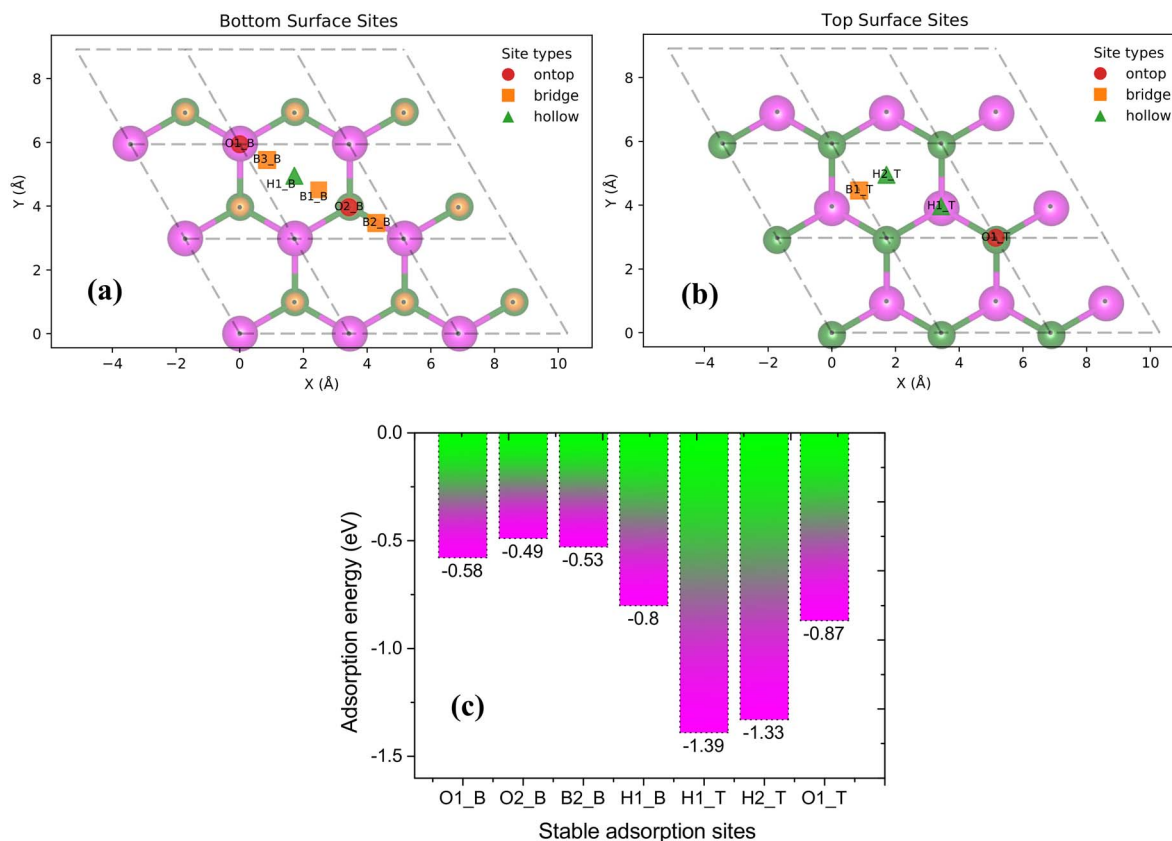 Bottom Surface Sites
Site types
ontop
bridge
hollow
O1_B
B3_B
H1_B
B1_B
O2_B
B2_B
(a)
8
6
4
2
0
Y (Å)
−4
−2
0
2
4
6
8
10
X (Å)
Top Surface Sites
Site types
ontop
bridge
hollow
H2_T
B1_T
H1_T
O1_T
(b)
8
6
4
2
0
Y (Å)
−4
−2
0
2
4
6
8
10
X (Å)
0.0
-0.5
-1.0
-1.5
Adsorption energy (eV)
-0.58
-0.49
-0.53
-0.8
-1.39
-1.33
-0.87
(c)
O1_B
O2_B
B2_B
H1_B
H1_T
H2_T
O1_T
Stable adsorption sites